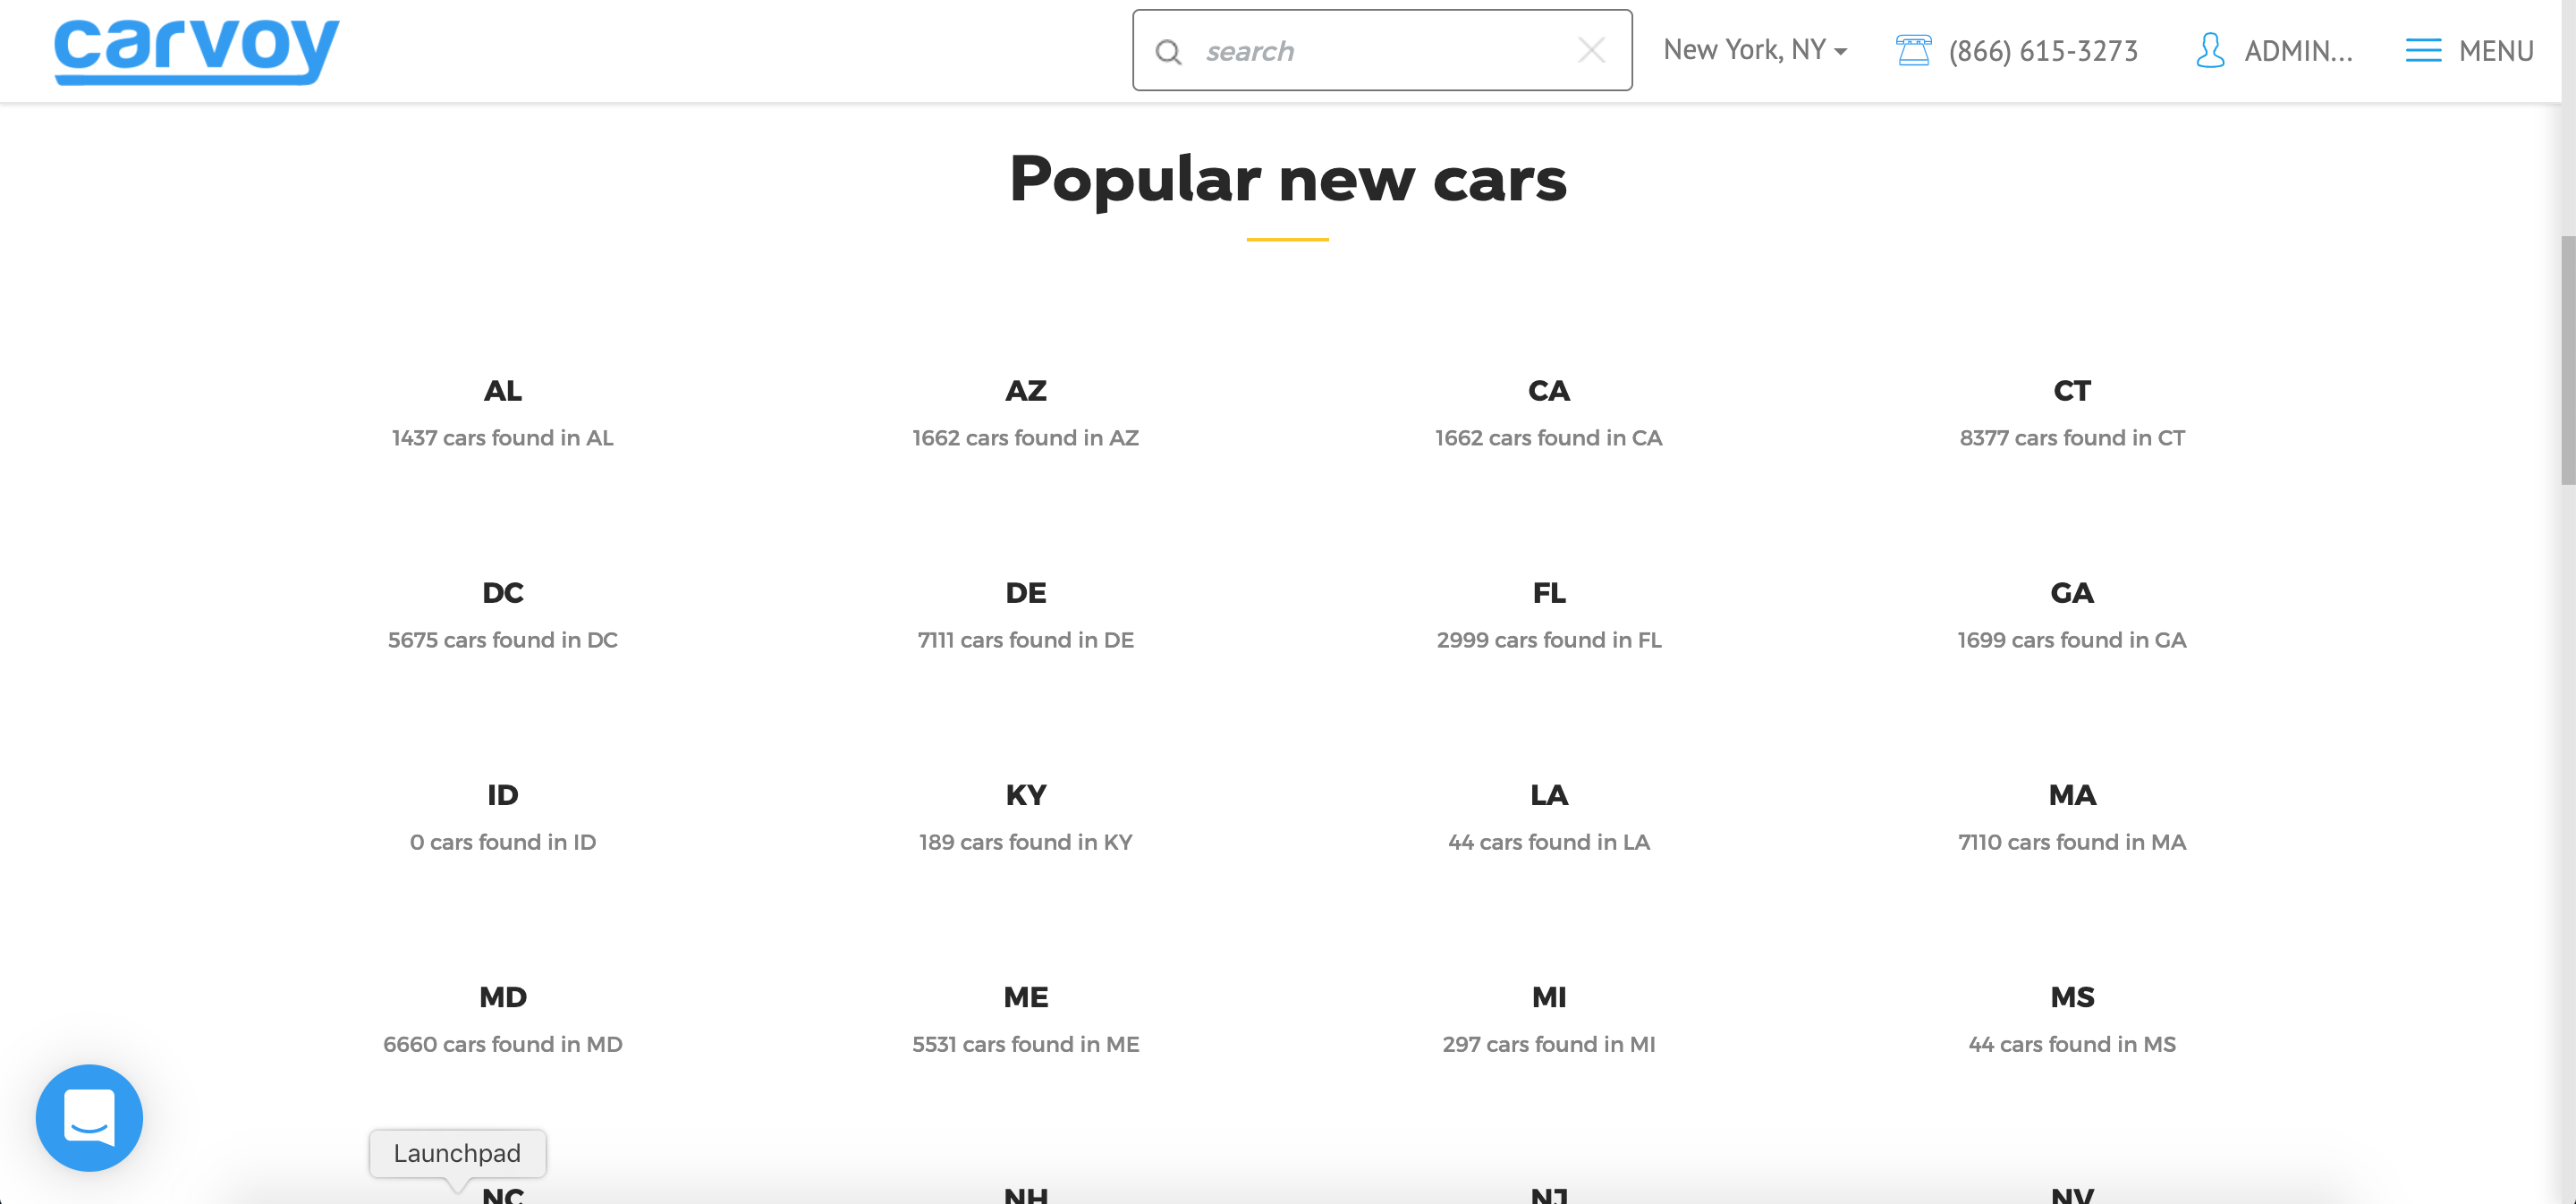 carvoy
search
New York, NY
(866) 615-3273
ADMIN...
MENU
Popular new cars
AL
1437 cars found in AL
AZ
1662 cars found in AZ
CA
1662 cars found in CA
CT
8377 cars found in CT
DC
5675 cars found in DC
DE
7111 cars found in DE
FL
2999 cars found in FL
GA
1699 cars found in GA
ID
0 cars found in ID
KY
189 cars found in KY
LA
44 cars found in LA
MA
7110 cars found in MA
MD
6660 cars found in MD
ME
5531 cars found in ME
MI
297 cars found in MI
MS
44 cars found in MS
Launchpad
NC
NH
NJ
NV